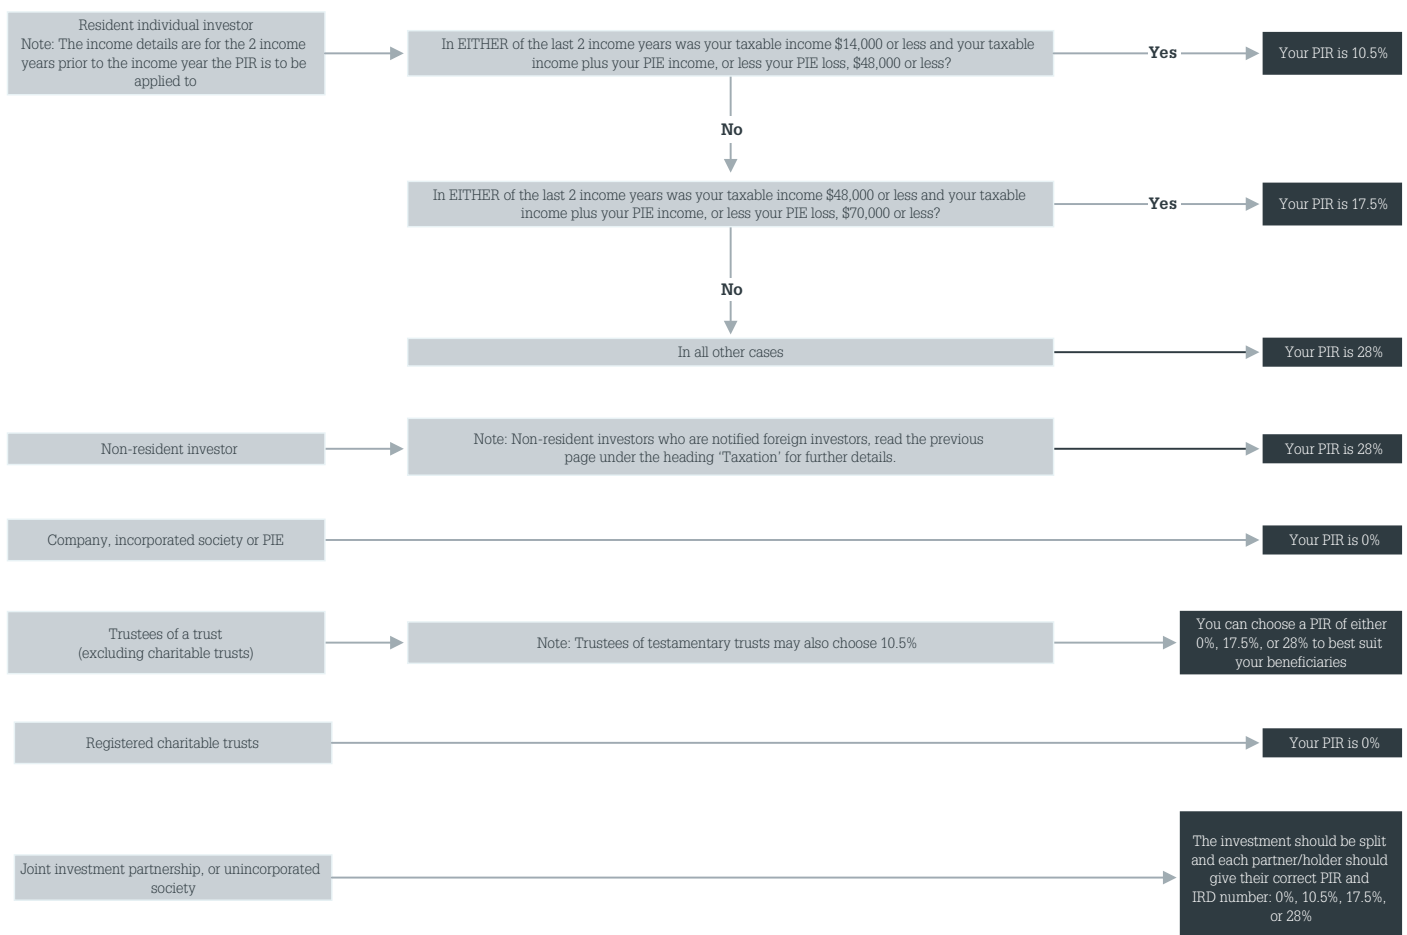 Resident individual investor
Note: The income details are for the 2 income
years prior to the income year the PIR is to be
applied to
In EITHER of the last 2 income years was your taxable income $14,000 or less and your taxable
income plus your PIE income, or less your PIE loss, $48,000 or less?
Yes
Your PIR is 10.5%
No
In EITHER of the last 2 income years was your taxable income $48,000 or less and your taxable
income plus your PIE income, or less your PIE loss, $70,000 or less?
Yes
Your PIR is 17.5%
No
In all other cases
Your PIR is 28%
Non-resident investor
Note: Non-resident investors who are notified foreign investors, read the previous
page under the heading ‘Taxation’ for further details.
Your PIR is 28%
Company, incorporated society or PIE
Your PIR is 0%
Trustees of a trust
(excluding charitable trusts)
Note: Trustees of testamentary trusts may also choose 10.5%
You can choose a PIR of either
0%, 17.5%, or 28% to best suit
your beneficiaries
Registered charitable trusts
Your PIR is 0%
Joint investment partnership, or unincorporated
society
The investment should be split
and each partner/holder should
give their correct PIR and
IRD number: 0%, 10.5%, 17.5%,
or 28%